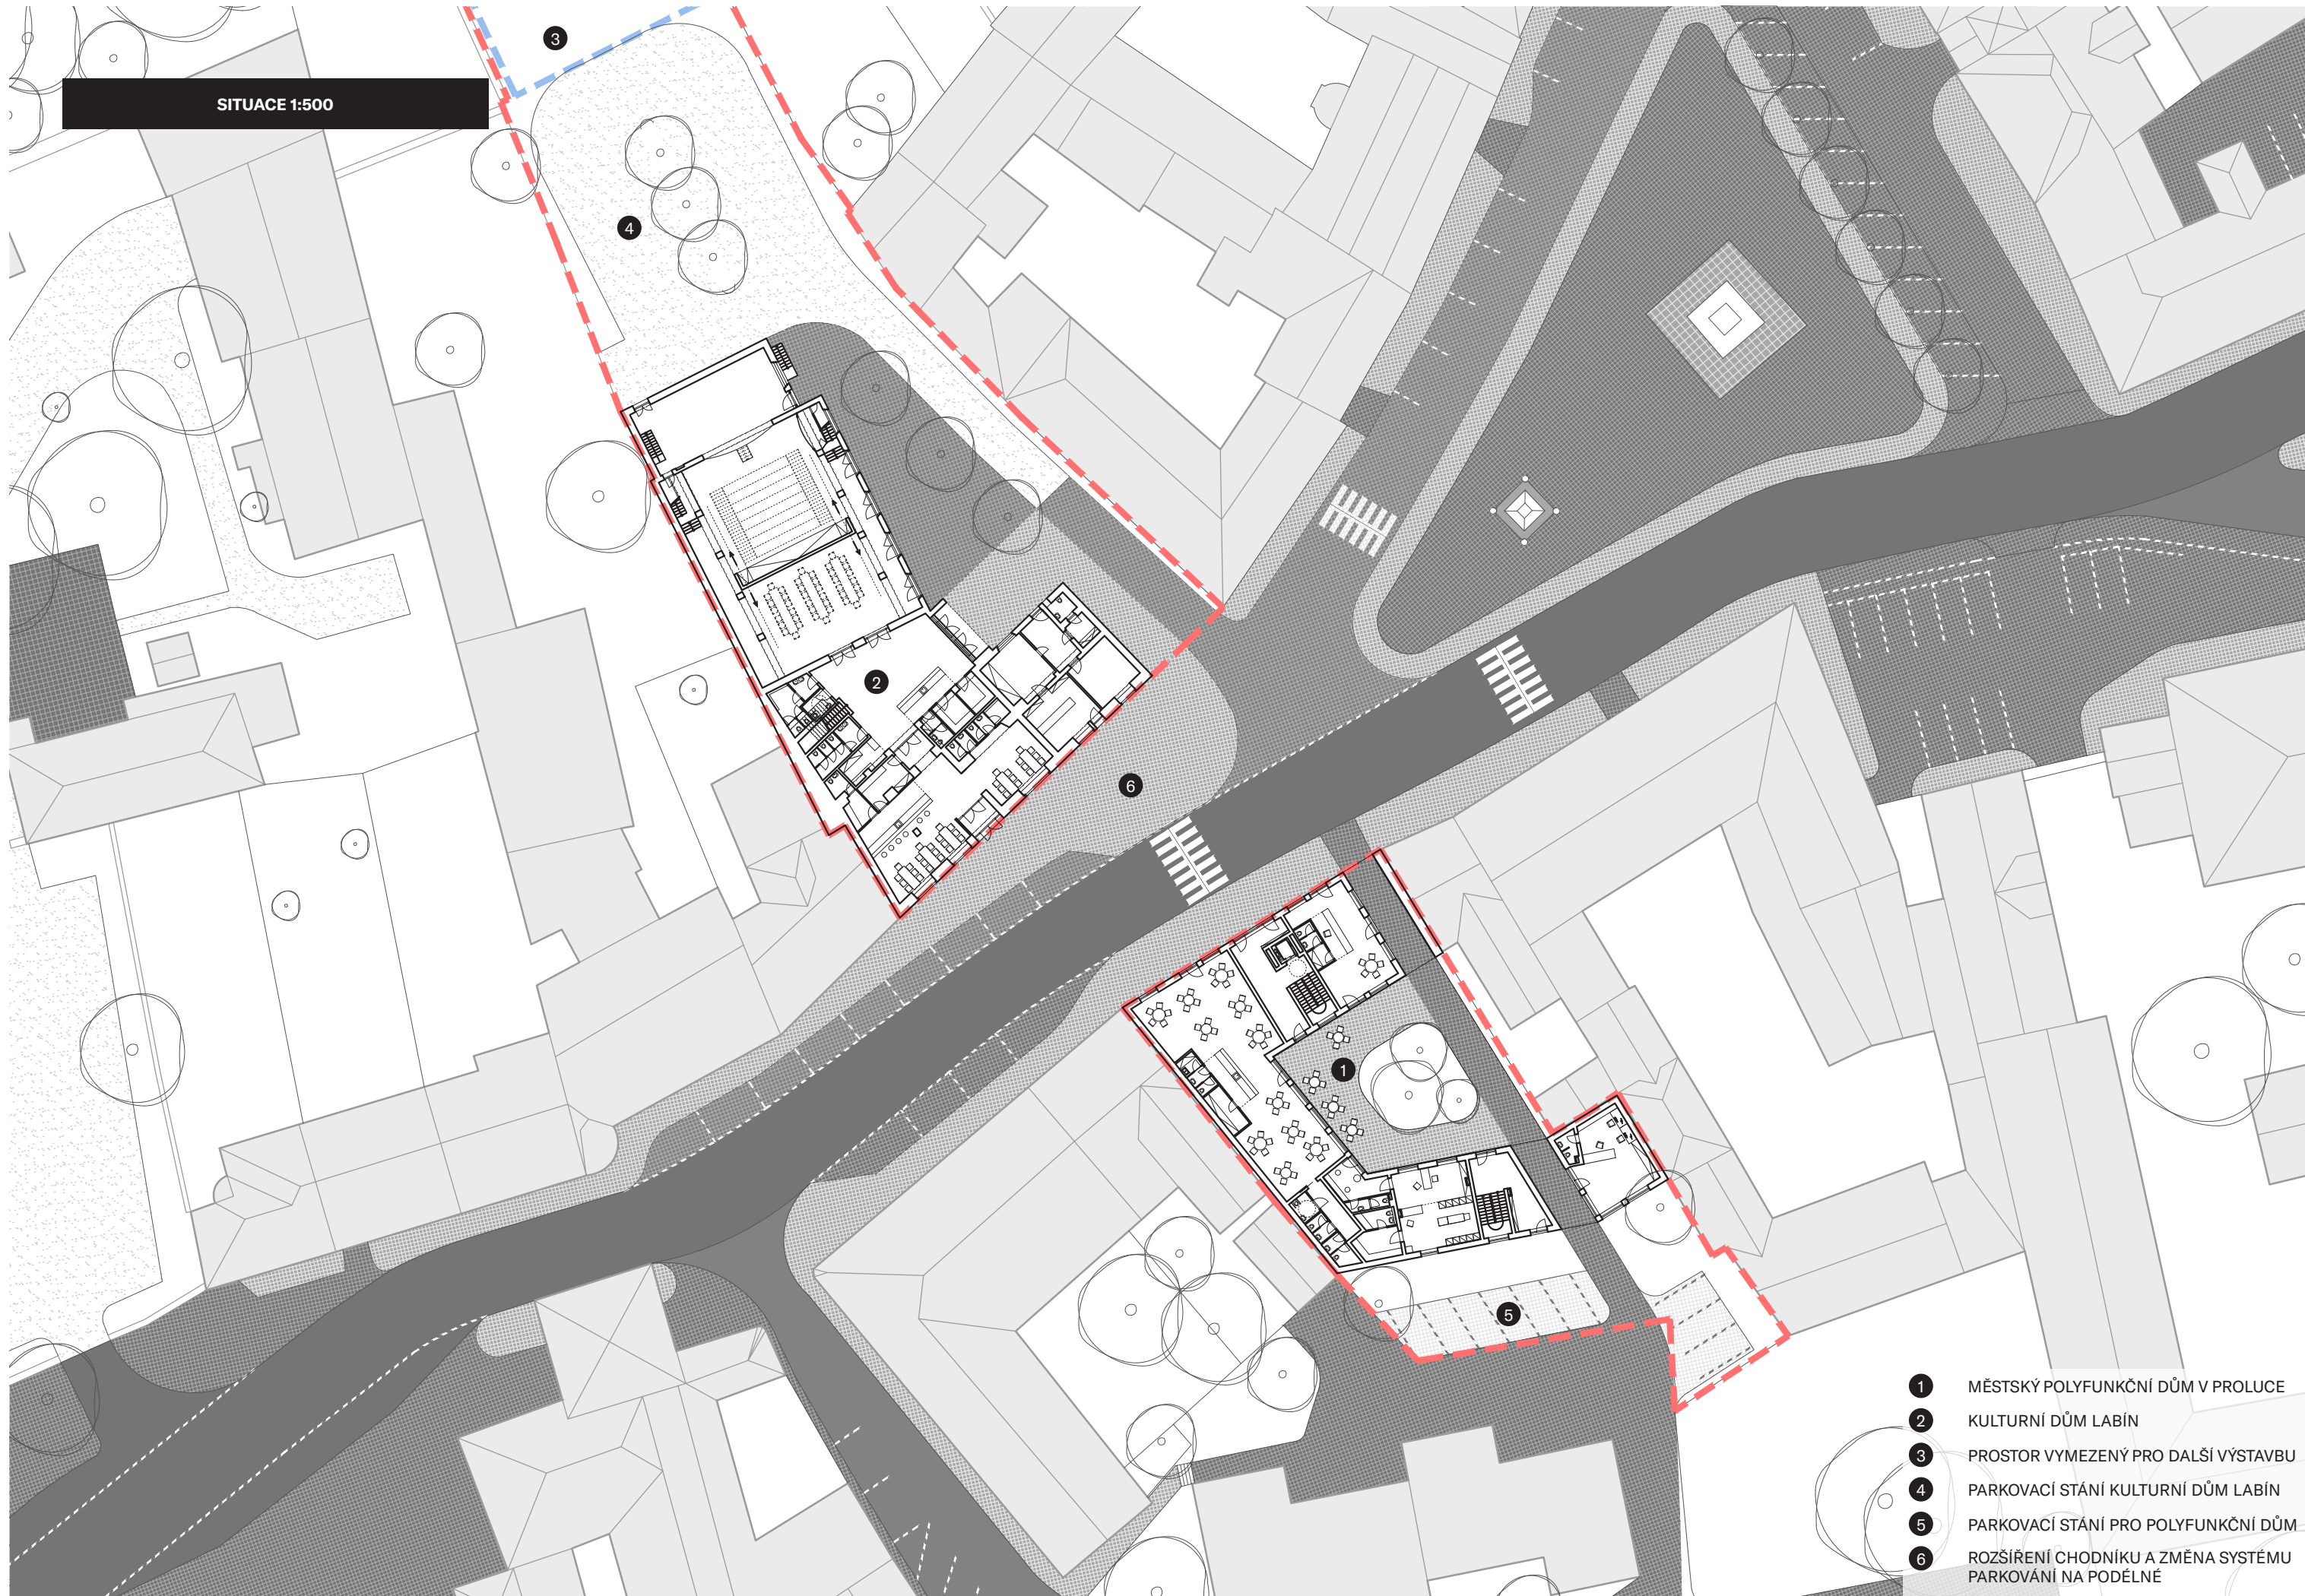 3
SITUACE 1:500
4
2
6
1
5
1 MĚSTSKÝ POLYFUNKČNÍ DŮM V PROLUCE
2 KULTURNÍ DŮM LABÍN
3 PROSTOR VYMEZENÝ PRO DALŠÍ VÝSTAVBU
4 PARKOVACÍ STÁNÍ KULTURNÍ DŮM LABÍN
5 PARKOVACÍ STÁNÍ PRO POLYFUNKČNÍ DŮM
6 ROZŠÍŘENÍ CHODNÍKU A ZMĚNA SYSTÉMU
PARKOVÁNÍ NA PODÉLNÉ